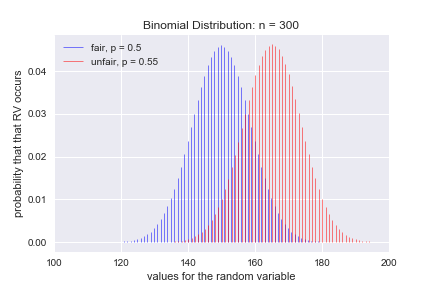 Binomial Distribution: n = 300
fair, p = 0.5
unfair, p = 0.55
probability that that RV occurs
0.04
0.03
0.02
0.01
0.00
100 120 140 160 180 200
values for the random variable